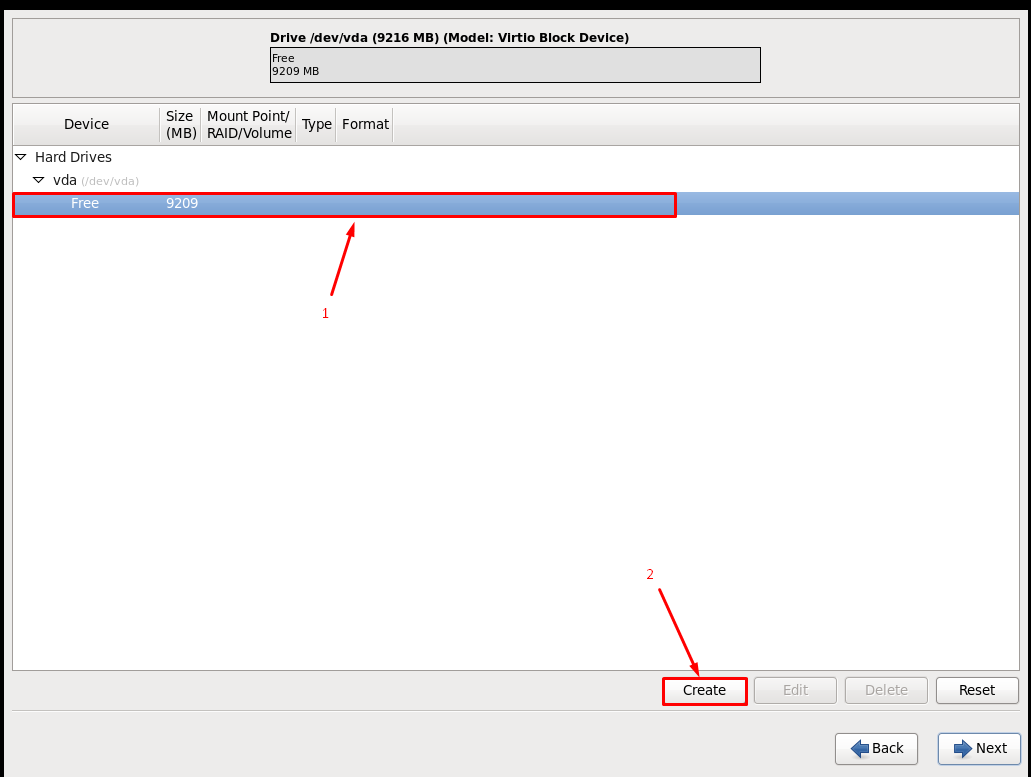 Drive /dev/vda (9216 MB) (Model: Virtio Block Device)
Free
9209 MB
Device
Size
(MB)
Mount Point/
RAID/Volume
Type
Format
Hard Drives
vda (/dev/vda)
Free 9209
1
2
Create Edit Delete Reset
Back Next